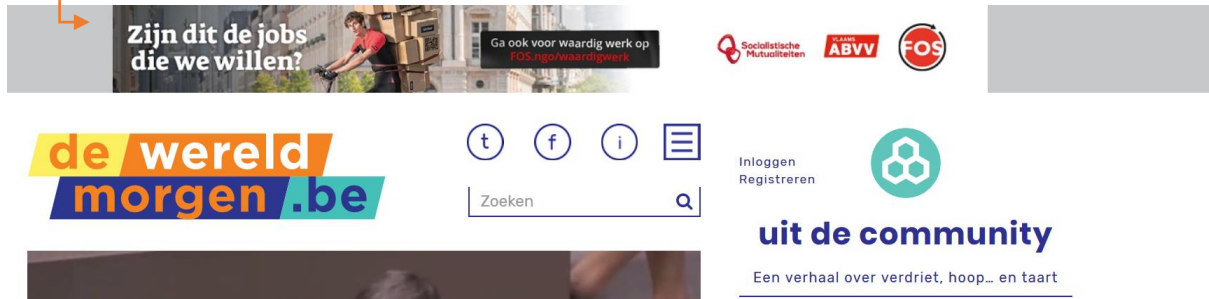 Zijn dit de jobs
die we willen?
Ga ook voor waardig werk op
FOS.ngo/waardigwerk
Socialistische
Mutualiteiten
VLAAMS
ABVV
FOS
de wereld
morgen.be
t f i
Zoeken
Inloggen
Registreren
uit de community
Een verhaal over verdriet, hoop… en taart